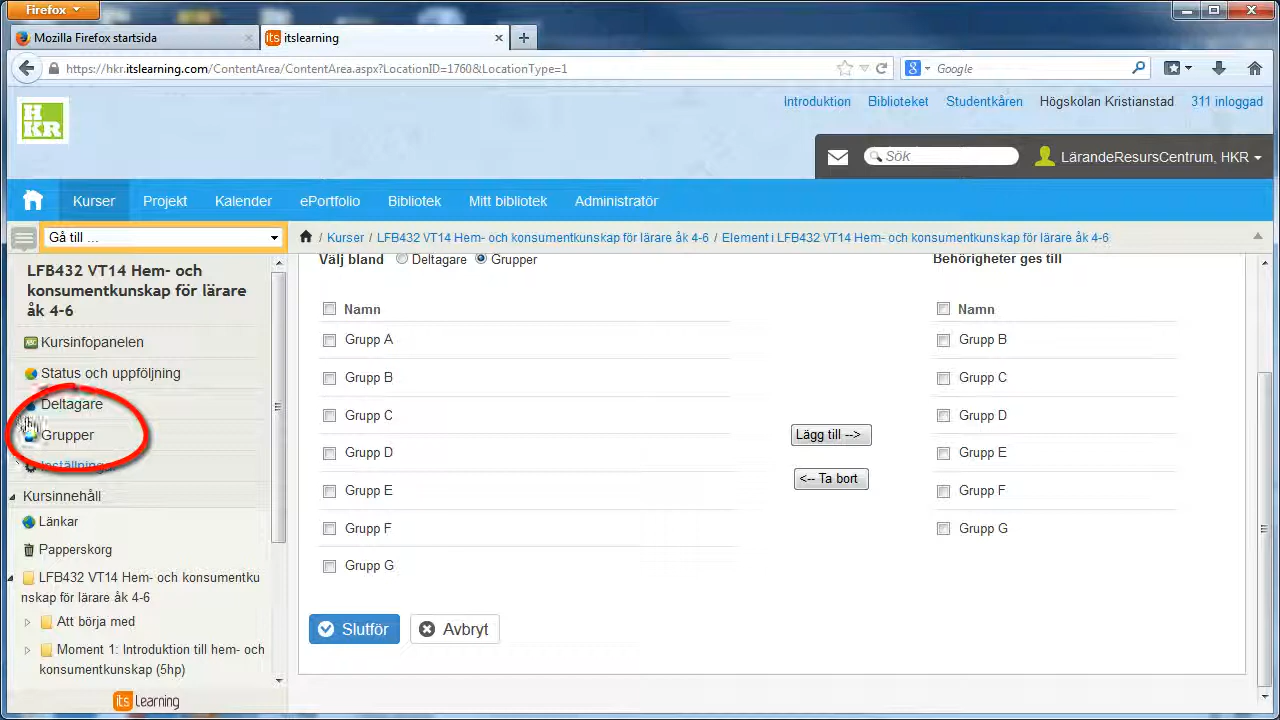 Firefox
Mozilla Firefox startsida
its itslearning
https://hkr.itslearning.com/ContentArea/ContentArea.aspx?LocationID=1760&LocationType=1
Google
HKR
Introduktion Biblioteket Studentkåren Högskolan Kristianstad 311 inloggad
Sök
LärandeResursCentrum, HKR
Kurser Projekt Kalender ePortfolio Bibliotek Mitt bibliotek Administratör
Gå till ...
/ Kurser / LFB432 VT14 Hem- och konsumentkunskap för lärare åk 4-6 / Element i LFB432 VT14 Hem- och konsumentkunskap för lärare åk 4-6
LFB432 VT14 Hem- och
konsumentkunskap för lärare
åk 4-6
Kursinfopanelen
Status och uppföljning
Deltagare
Grupper
Inställningar
Kursinnehåll
Länkar
Papperskorg
LFB432 VT14 Hem- och konsumentku
nskap för lärare åk 4-6
Att börja med
Moment 1: Introduktion till hem- och
konsumentkunskap (5hp)
its learning
Välj bland Deltagare Grupper
Namn
Grupp A
Grupp B
Grupp C
Grupp D
Grupp E
Grupp F
Grupp G
Lägg till -->
<-- Ta bort
Behörigheter ges till
Namn
Grupp B
Grupp C
Grupp D
Grupp E
Grupp F
Grupp G
Slutför Avbryt